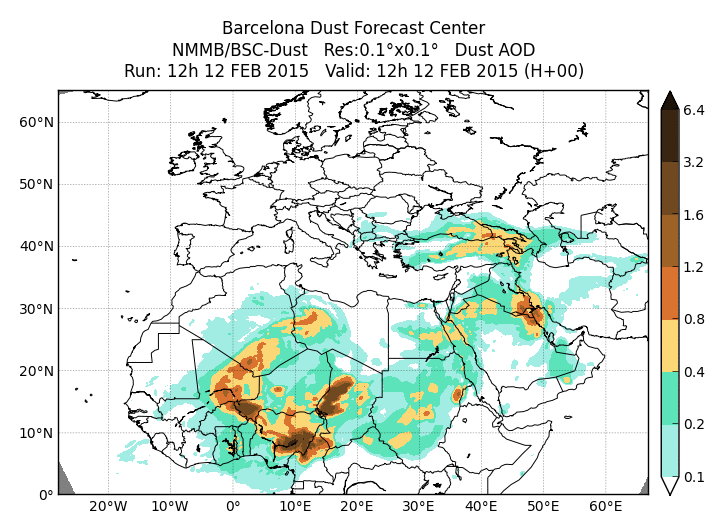 Barcelona Dust Forecast Center
NMMB/BSC-Dust Res:0.1°x0.1° Dust AOD
Run: 12h 12 FEB 2015 Valid: 12h 12 FEB 2015 (H+00)
60°N
50°N
40°N
30°N
20°N
10°N
0°
20°W
10°W
0°
10°E
20°E
30°E
40°E
50°E
60°E
6.4
3.2
1.6
1.2
0.8
0.4
0.2
0.1